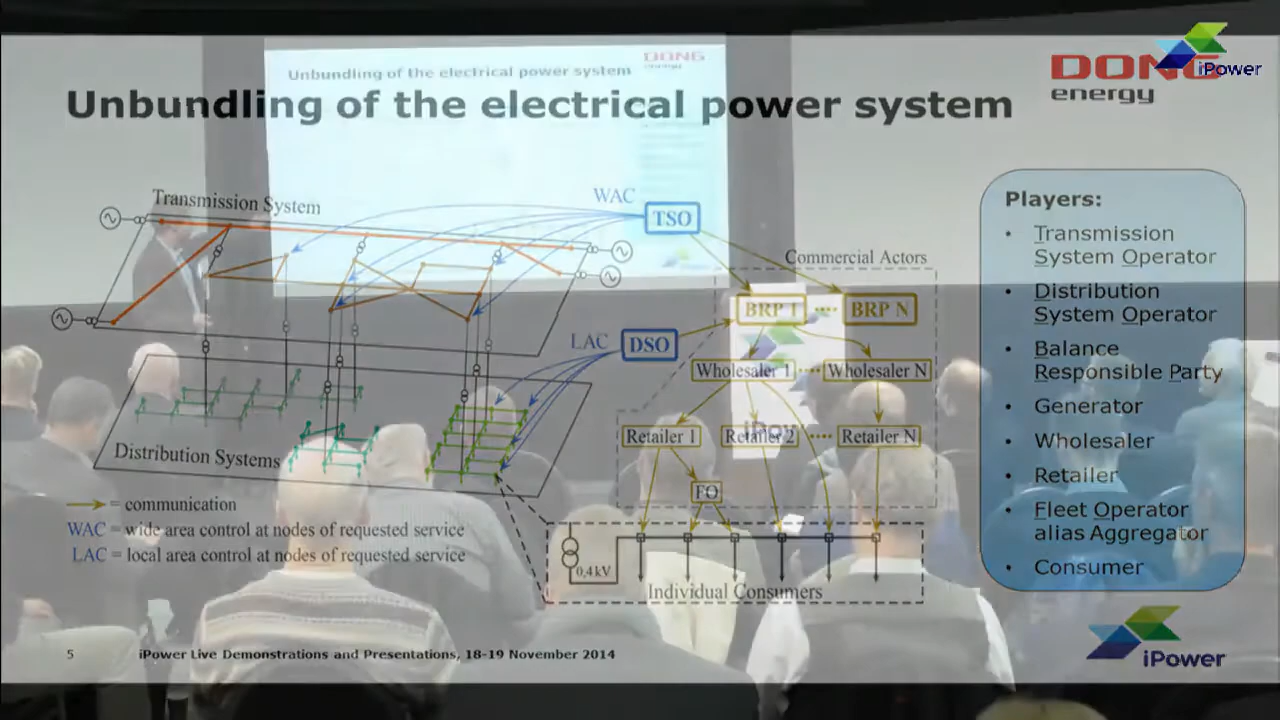 Unbundling of the electrical power system
DONG
energy
iPower
Unbundling of the electrical power system
DONG
energy
Transmission System
WAC
TSO
Commercial Actors
BRP 1
BRP N
LAC
DSO
Wholesaler 1
Wholesaler N
Retailer 1
Retailer 2
Retailer N
FO
Distribution Systems
0,4 kV
Individual Consumers
= communication
WAC = wide area control at nodes of requested service
LAC = local area control at nodes of requested service
Players:
• Transmission
System Operator
• Distribution
System Operator
• Balance
Responsible Party
• Generator
• Wholesaler
• Retailer
• Fleet Operator
alias Aggregator
• Consumer
5
iPower Live Demonstrations and Presentations, 18-19 November 2014
iPower